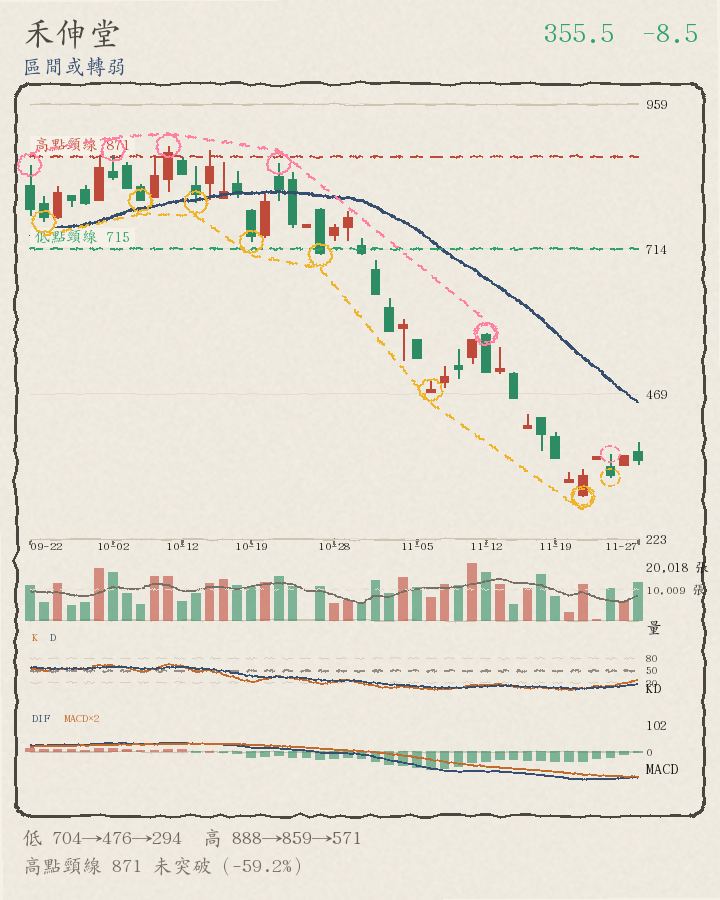 禾伸堂
355.5 -8.5
區間或轉弱
959
高點頸線 871
低點頸線 715
714
469
223
09-22 10-02 10-12 10-19 10-28 11-05 11-12 11-19 11-27
20,018 張
10,009 張
量
K D
80
50
20
KD
DIF MACD×2
102
0
MACD
低 704→476→294 高 888→859→571
高點頸線 871 未突破 (-59.2%)